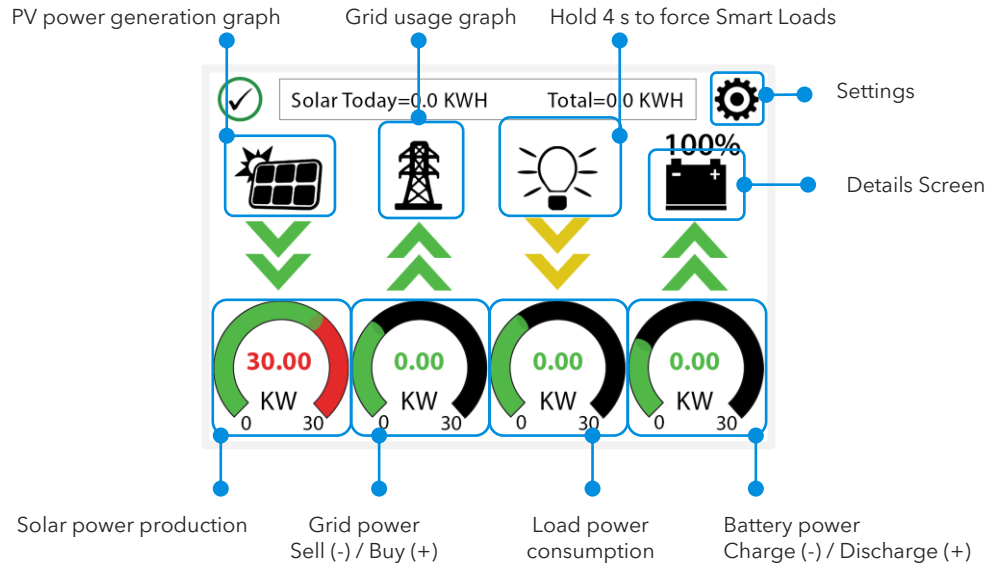 PV power generation graph
Grid usage graph
Hold 4 s to force Smart Loads
Solar Today=0.0 KWH Total=0.0 KWH
Settings
100%
- +
Details Screen
30.00
KW
0 30
0.00
KW
0 30
0.00
KW
0 30
0.00
KW
0 30
Solar power production
Grid power
Sell (-) / Buy (+)
Load power
consumption
Battery power
Charge (-) / Discharge (+)